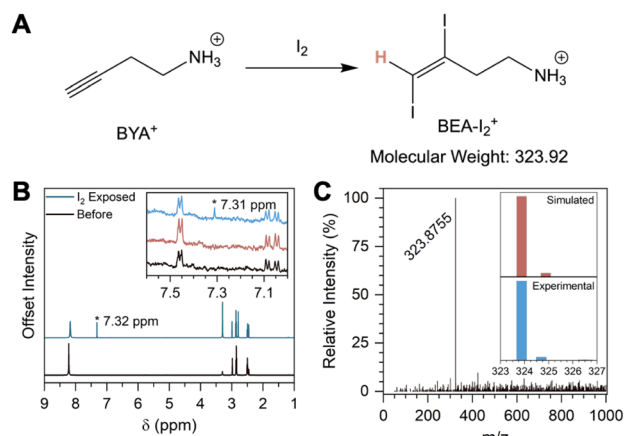 A
H
I
NH3
⊕
I2
I
NH3
⊕
BYA+
BEA-I2+
Molecular Weight: 323.92
B
I2 Exposed
Before
* 7.31 ppm
7.5 7.3 7.1
* 7.32 ppm
Offset Intensity
9 8 7 6 5 4 3 2 1
δ (ppm)
C
100
75
50
25
0
Relative Intensity (%)
323.8755
Simulated
Experimental
323 324 325 326 327
0 200 400 600 800 1000
m/z